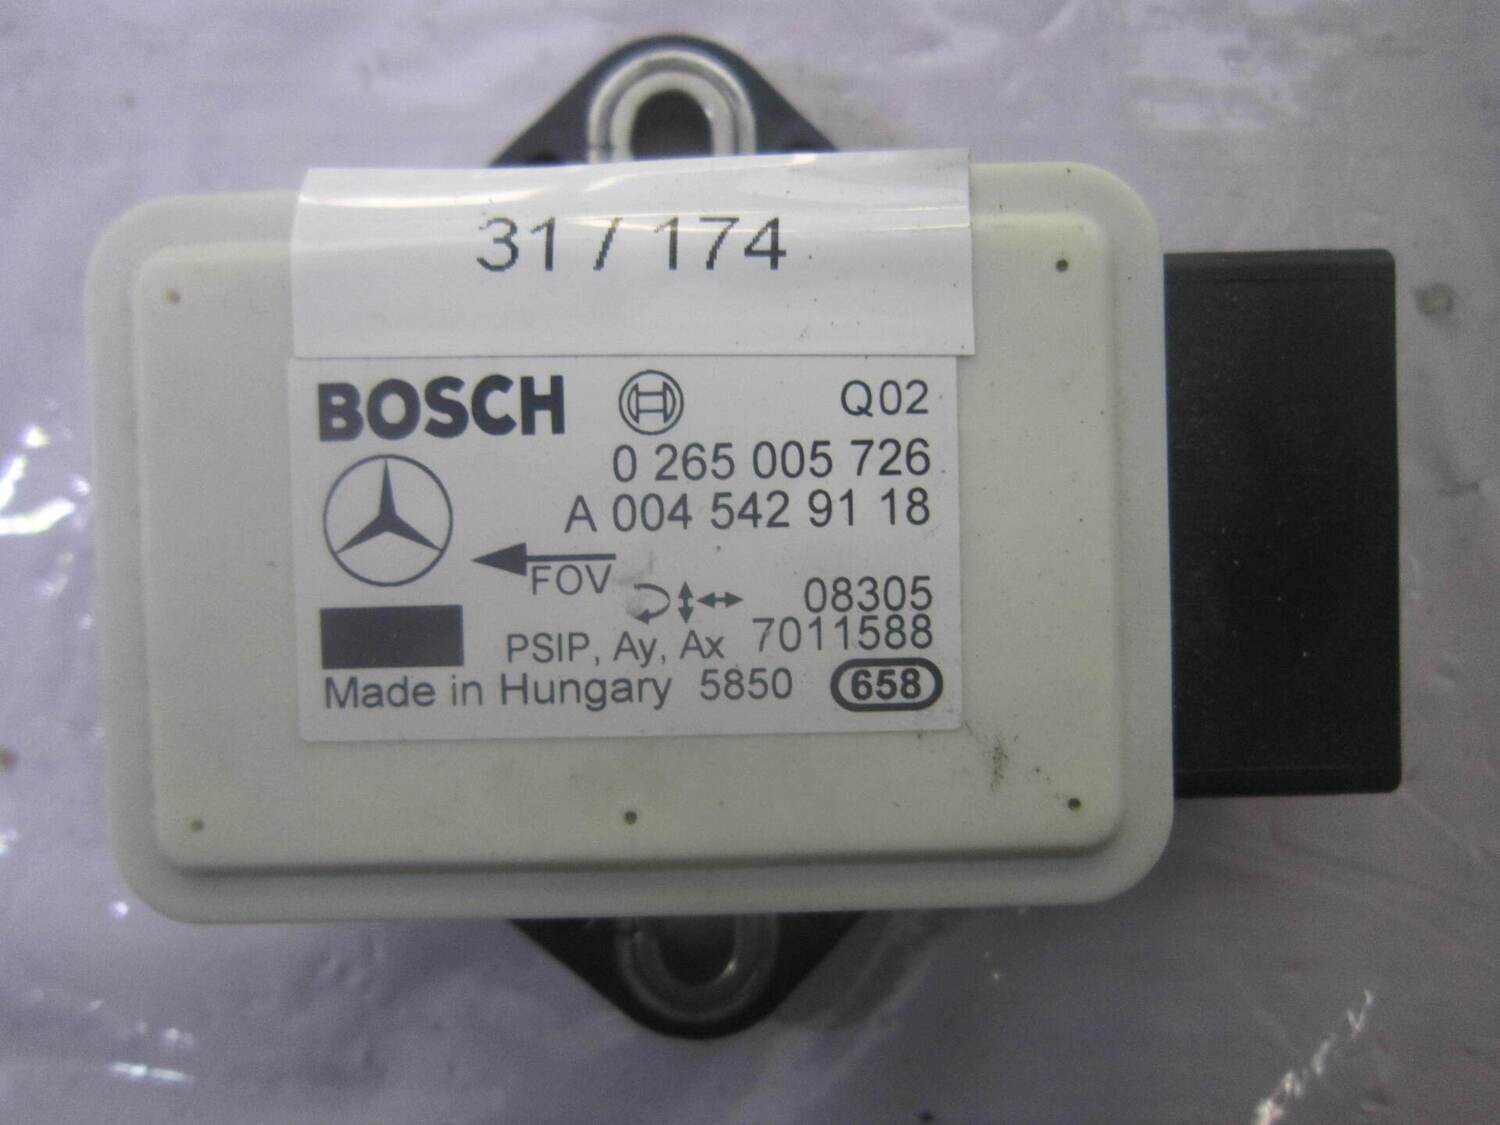 31 / 174
BOSCH Q02
0 265 005 726
A 004 542 91 18
FOV
08305
PSIP, Ay, Ax 7011588
Made in Hungary 5850 658